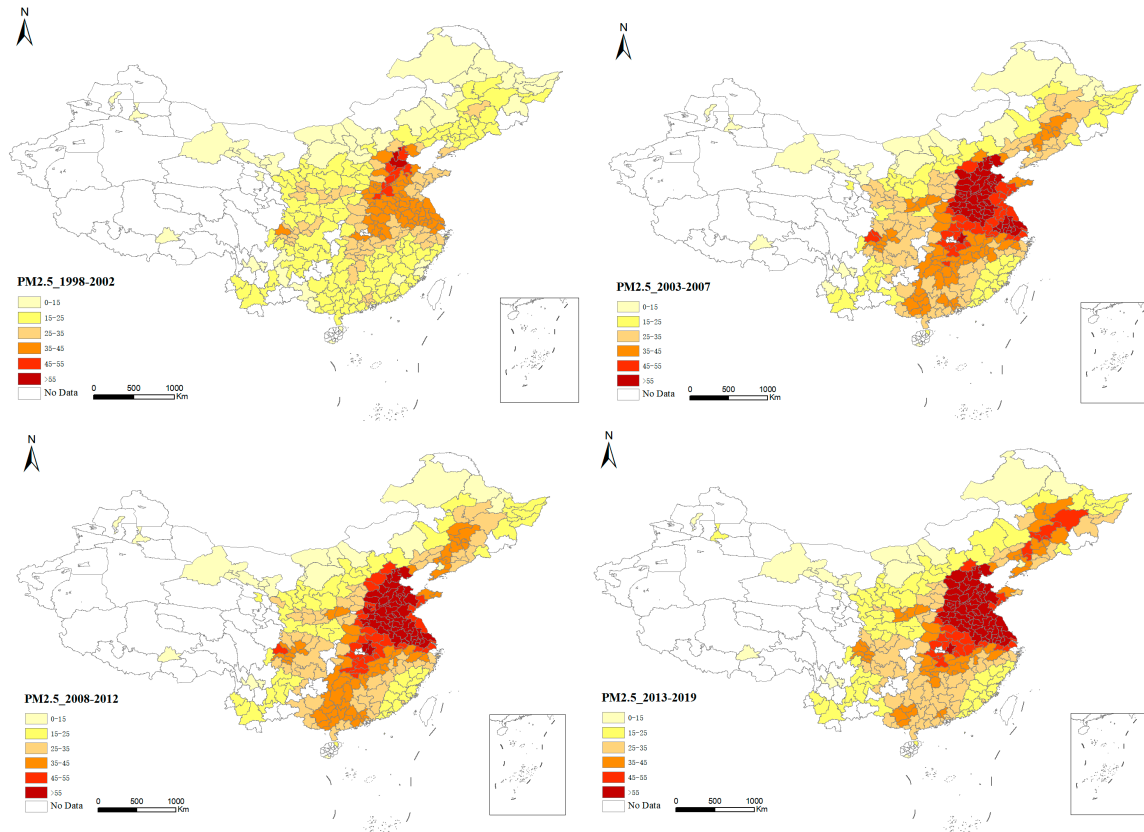 N
PM2.5_1998-2002
0-15
15-25
25-35
35-45
45-55
>55
No Data
0 500 1000
Km
N
PM2.5_2003-2007
0-15
15-25
25-35
35-45
45-55
>55
No Data
0 500 1000
Km
N
PM2.5_2008-2012
0-15
15-25
25-35
35-45
45-55
>55
No Data
0 500 1000
Km
N
PM2.5_2013-2019
0-15
15-25
25-35
35-45
45-55
>55
No Data
0 500 1000
Km